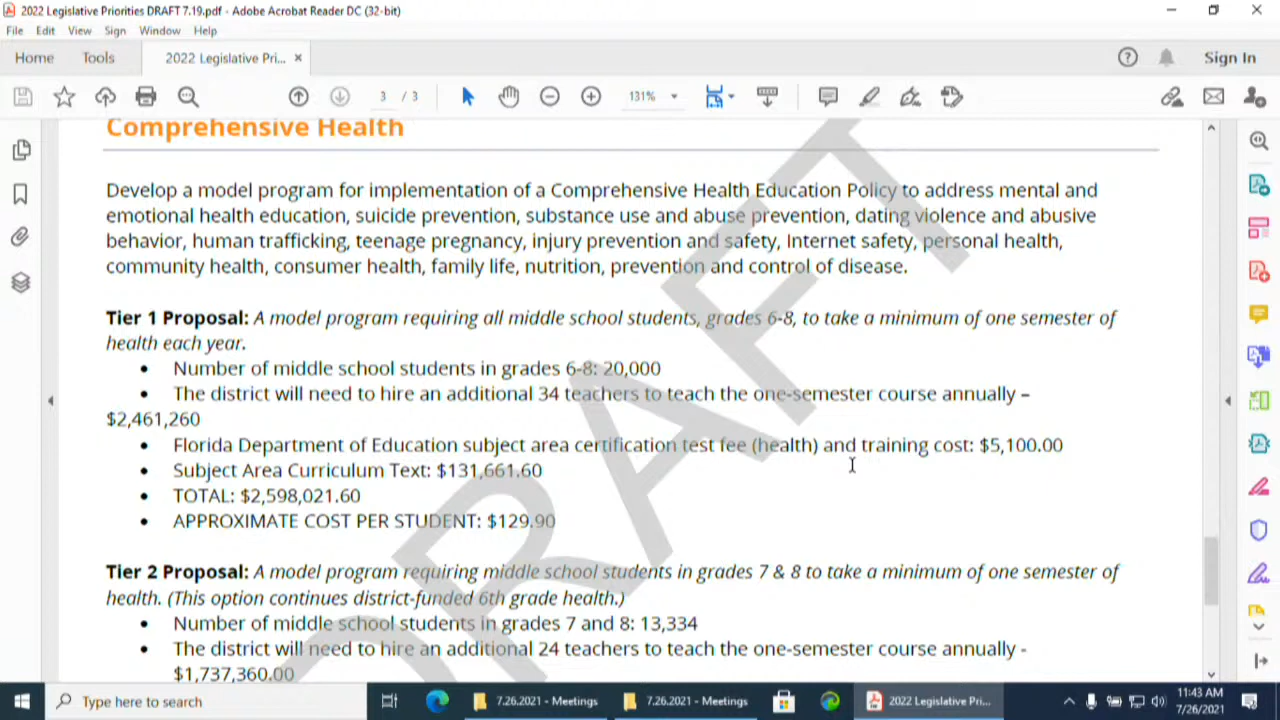 2022 Legislative Priorities DRAFT 7.19.pdf - Adobe Acrobat Reader DC (32-bit)
File Edit View Sign Window Help
Home Tools 2022 Legislative Pri... × Sign In
3 / 3 131%
Comprehensive Health
Develop a model program for implementation of a Comprehensive Health Education Policy to address mental and
emotional health education, suicide prevention, substance use and abuse prevention, dating violence and abusive
behavior, human trafficking, teenage pregnancy, injury prevention and safety, Internet safety, personal health,
community health, consumer health, family life, nutrition, prevention and control of disease.
Tier 1 Proposal: A model program requiring all middle school students, grades 6-8, to take a minimum of one semester of
health each year.
• Number of middle school students in grades 6-8: 20,000
• The district will need to hire an additional 34 teachers to teach the one-semester course annually –
$2,461,260
• Florida Department of Education subject area certification test fee (health) and training cost: $5,100.00
• Subject Area Curriculum Text: $131,661.60
• TOTAL: $2,598,021.60
• APPROXIMATE COST PER STUDENT: $129.90
Tier 2 Proposal: A model program requiring middle school students in grades 7 & 8 to take a minimum of one semester of
health. (This option continues district-funded 6th grade health.)
• Number of middle school students in grades 7 and 8: 13,334
• The district will need to hire an additional 24 teachers to teach the one-semester course annually -
$1,737,360.00
DRAFT
Type here to search 7.26.2021 - Meetings 7.26.2021 - Meetings 2022 Legislative Pri... 11:43 AM
7/26/2021